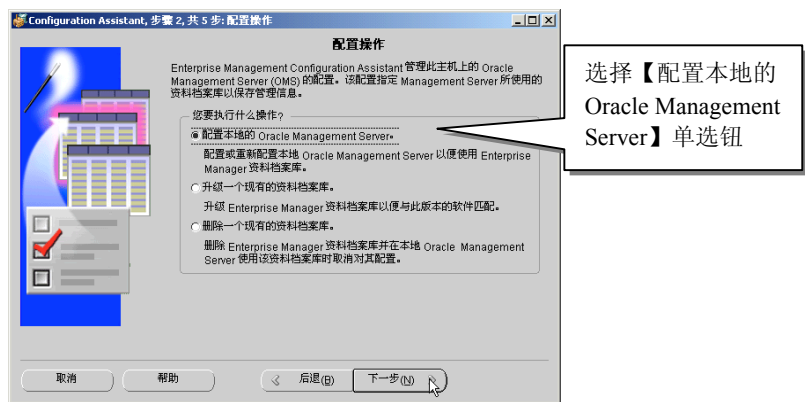 Configuration Assistant, 步骤 2, 共 5 步: 配置操作
配置操作
Enterprise Management Configuration Assistant 管理此主机上的 Oracle
Management Server (OMS) 的配置。该配置指定 Management Server 所使用的
资料档案库以保存管理信息。
您要执行什么操作?
配置本地的 Oracle Management Server。
配置或重新配置本地 Oracle Management Server 以便使用 Enterprise
Manager 资料档案库。
升级一个现有的资料档案库。
升级 Enterprise Manager 资料档案库以便与此版本的软件匹配。
删除一个现有的资料档案库。
删除 Enterprise Manager 资料档案库并在本地 Oracle Management
Server 使用该资料档案库时取消对其配置。
取消
帮助
后退(B)
下一步(N)
选择【配置本地的
Oracle Management
Server】单选钮